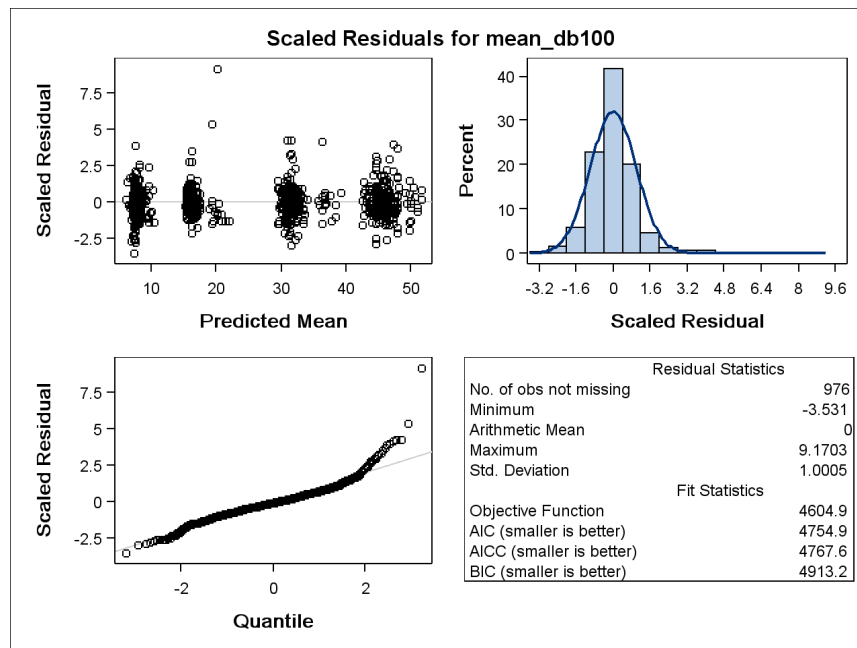 Scaled Residuals for mean_db100
Scaled Residual
7.5
5
2.5
0
-2.5
10 20 30 40 50
Predicted Mean
Percent
40
30
20
10
0
-3.2 -1.6 0 1.6 3.2 4.8 6.4 8 9.6
Scaled Residual
Scaled Residual
7.5
5
2.5
0
-2.5
-2 0 2
Quantile
Residual Statistics
No. of obs not missing 976
Minimum -3.531
Arithmetic Mean 0
Maximum 9.1703
Std. Deviation 1.0005
Fit Statistics
Objective Function 4604.9
AIC (smaller is better) 4754.9
AICC (smaller is better) 4767.6
BIC (smaller is better) 4913.2